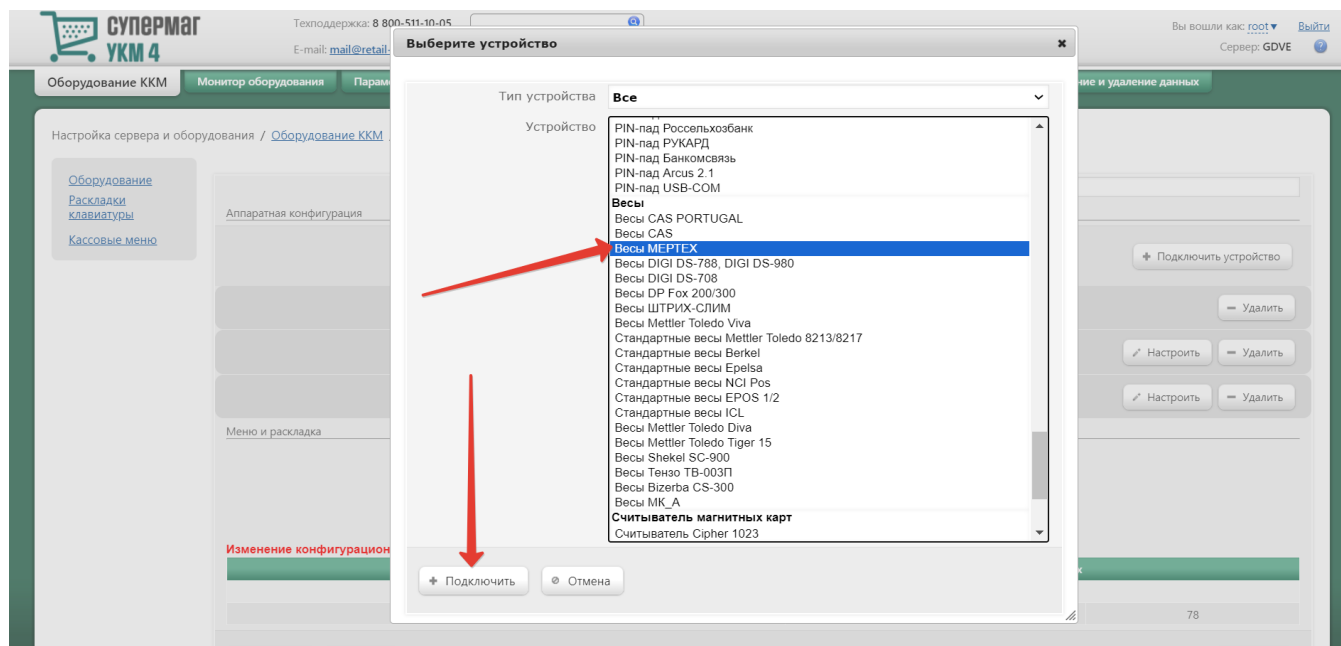 СУПЕРМАГ
УКМ 4
Техподдержка: 8 800-511-10-05
E-mail: mail@retail-
Вы вошли как: root ▾ Выйти
Сервер: GDVE
Оборудование ККМ
Монитор оборудования
Парам
ние и удаление данных
Настройка сервера и оборудования / Оборудование ККМ /
Оборудование
Раскладки
клавиатуры
Кассовые меню
Аппаратная конфигурация
+ Подключить устройство
− Удалить
Настроить − Удалить
Настроить − Удалить
Меню и раскладка
Изменение конфигурацион
х
78
Выберите устройство
Тип устройства Все
Устройство
PIN-пад Россельхозбанк
PIN-пад РУКАРД
PIN-пад Банкомсвязь
PIN-пад Arcus 2.1
PIN-пад USB-COM
Весы
Весы CAS PORTUGAL
Весы CAS
Весы МЕРТЕХ
Весы DIGI DS-788, DIGI DS-980
Весы DIGI DS-708
Весы DP Fox 200/300
Весы ШТРИХ-СЛИМ
Весы Mettler Toledo Viva
Стандартные весы Mettler Toledo 8213/8217
Стандартные весы Berkel
Стандартные весы Epelsa
Стандартные весы NCI Pos
Стандартные весы EPOS 1/2
Стандартные весы ICL
Весы Mettler Toledo Diva
Весы Mettler Toledo Tiger 15
Весы Shekel SC-900
Весы Тензо ТВ-003П
Весы Bizerba CS-300
Весы MK_A
Считыватель магнитных карт
Считыватель Cipher 1023
+ Подключить
Отмена